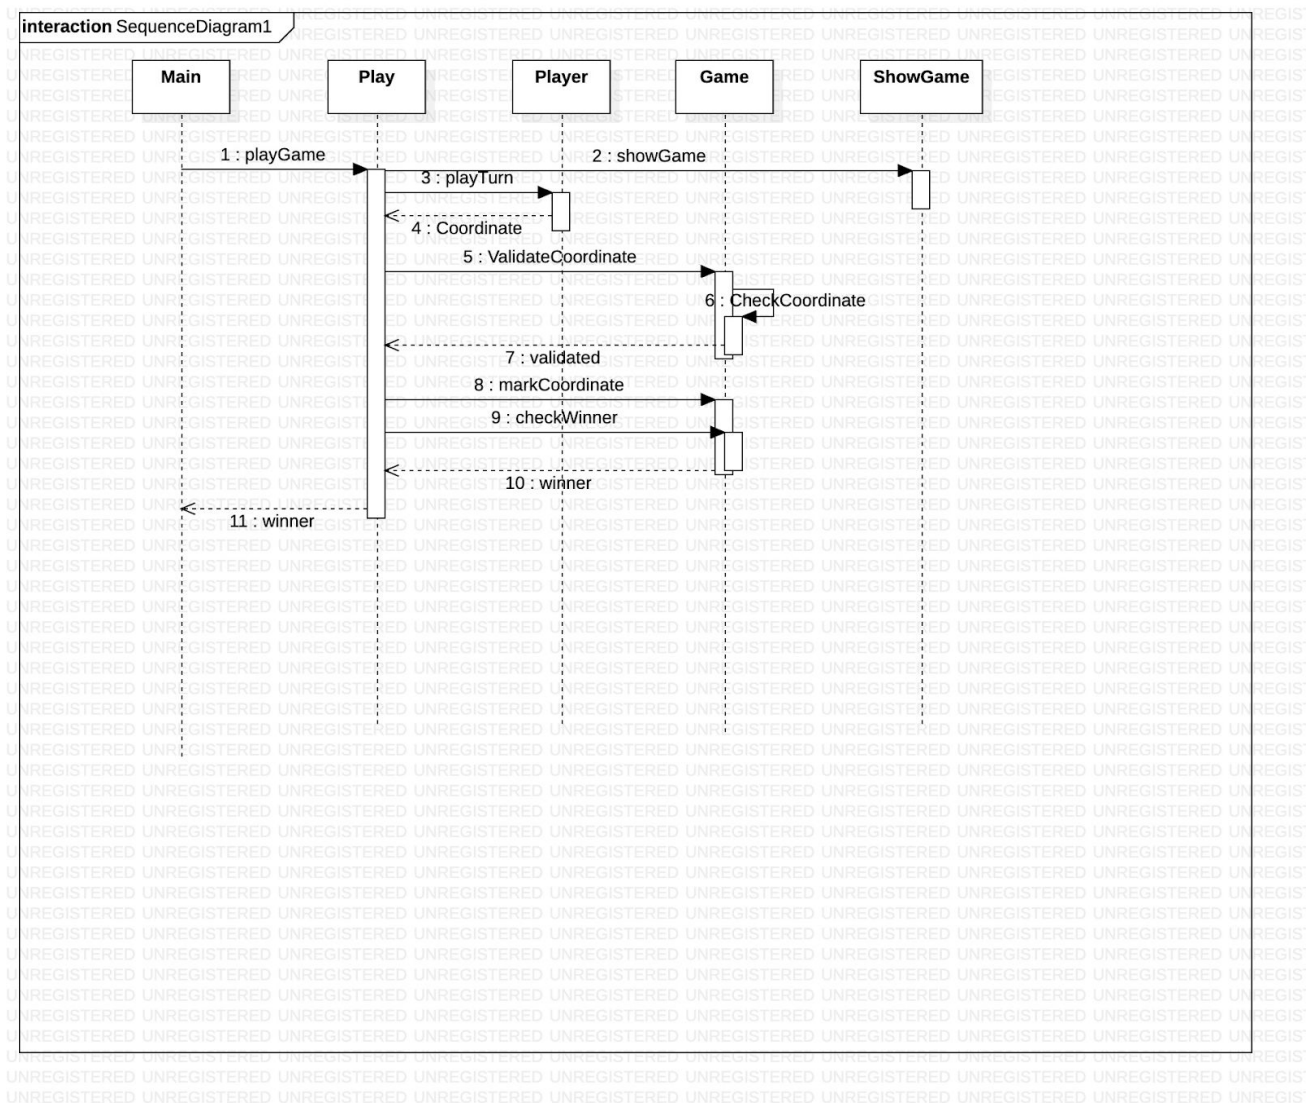 interaction SequenceDiagram1
Main
Play
Player
Game
ShowGame
1 : playGame
2 : showGame
3 : playTurn
4 : Coordinate
5 : ValidateCoordinate
6 : CheckCoordinate
7 : validated
8 : markCoordinate
9 : checkWinner
10 : winner
11 : winner
UNREGISTERED